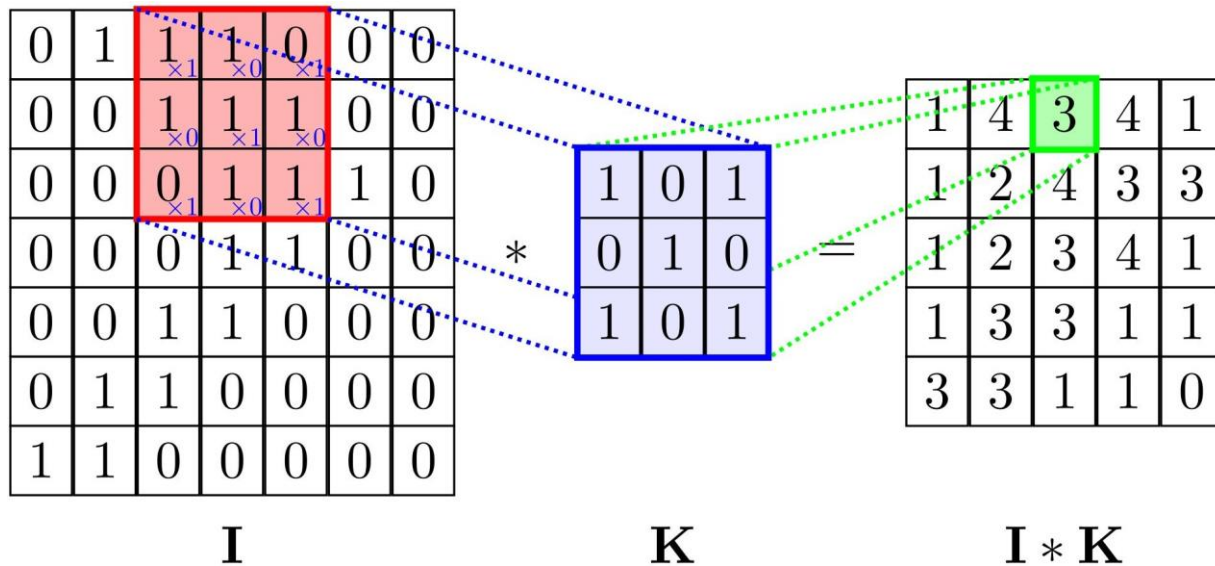 0 1 1×1 1×0 0×1 0 0
0 0 1×0 1×1 1×0 0 0
0 0 0×1 1×0 1×1 1 0
0 0 0 1 1 0 0
0 0 1 1 0 0 0
0 1 1 0 0 0 0
1 1 0 0 0 0 0
I
*
1 0 1
0 1 0
1 0 1
K
=
1 4 3 4 1
1 2 4 3 3
1 2 3 4 1
1 3 3 1 1
3 3 1 1 0
I * K